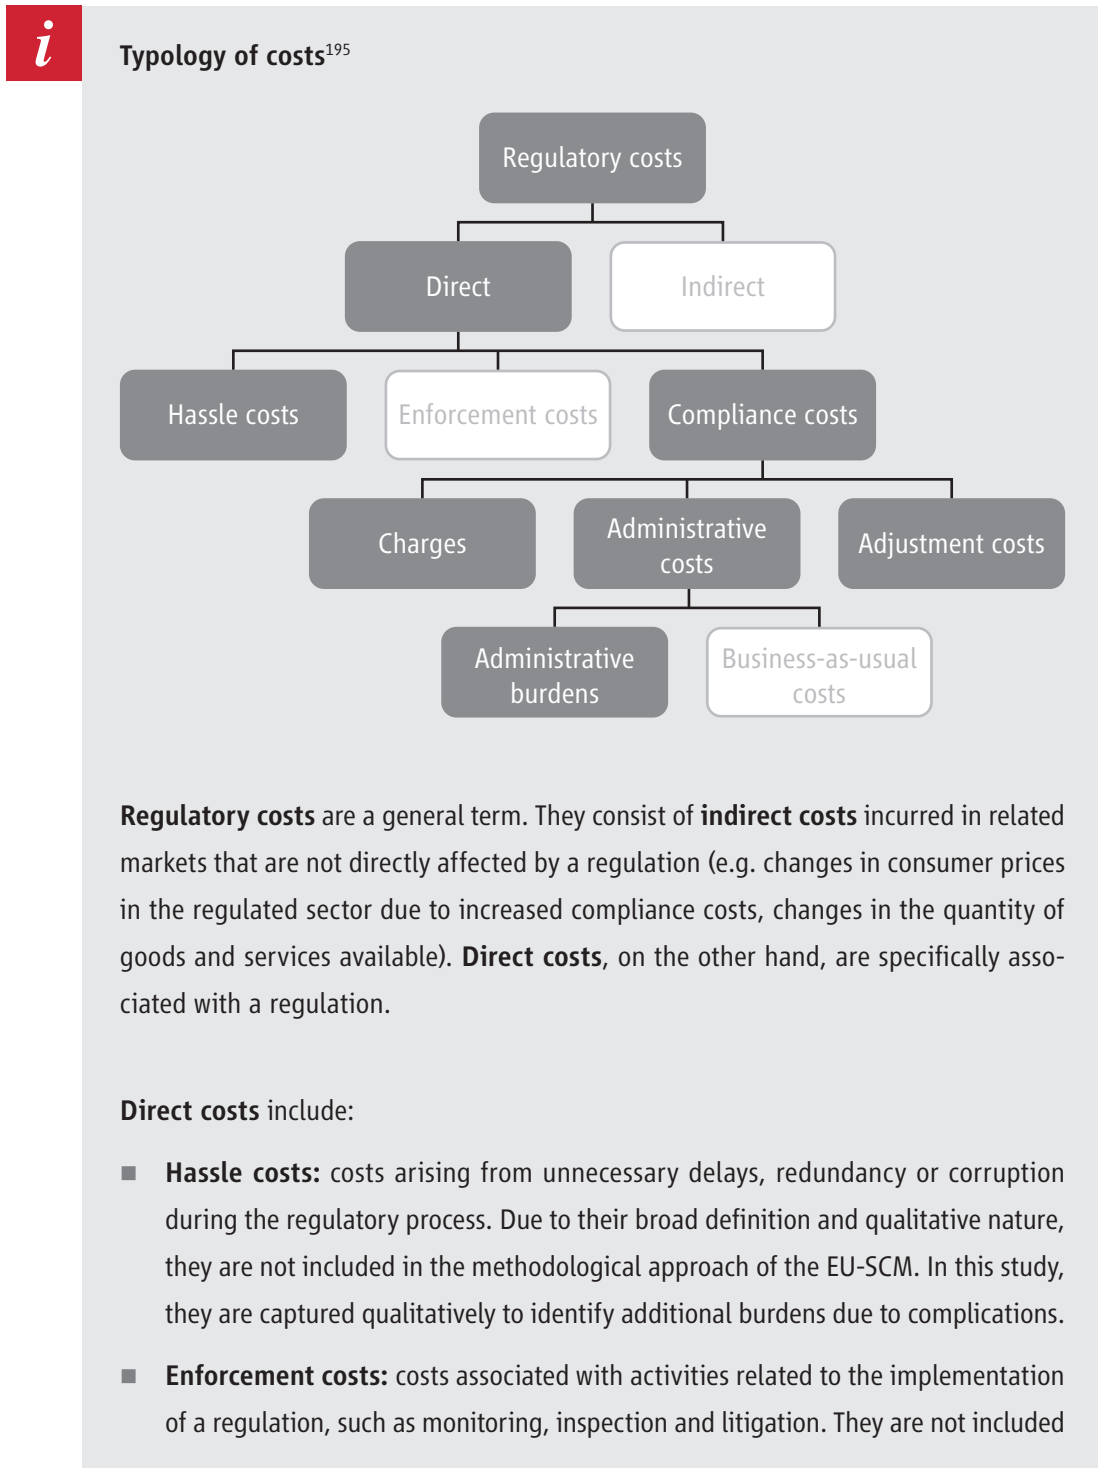 i
Typology of costs195
Regulatory costs
Direct
Indirect
Hassle costs
Enforcement costs
Compliance costs
Charges
Administrative
costs
Adjustment costs
Administrative
burdens
Business-as-usual
costs
Regulatory costs are a general term. They consist of indirect costs incurred in related
markets that are not directly affected by a regulation (e.g. changes in consumer prices
in the regulated sector due to increased compliance costs, changes in the quantity of
goods and services available). Direct costs, on the other hand, are specifically asso-
ciated with a regulation.
Direct costs include:
■ Hassle costs: costs arising from unnecessary delays, redundancy or corruption
during the regulatory process. Due to their broad definition and qualitative nature,
they are not included in the methodological approach of the EU-SCM. In this study,
they are captured qualitatively to identify additional burdens due to complications.
■ Enforcement costs: costs associated with activities related to the implementation
of a regulation, such as monitoring, inspection and litigation. They are not included